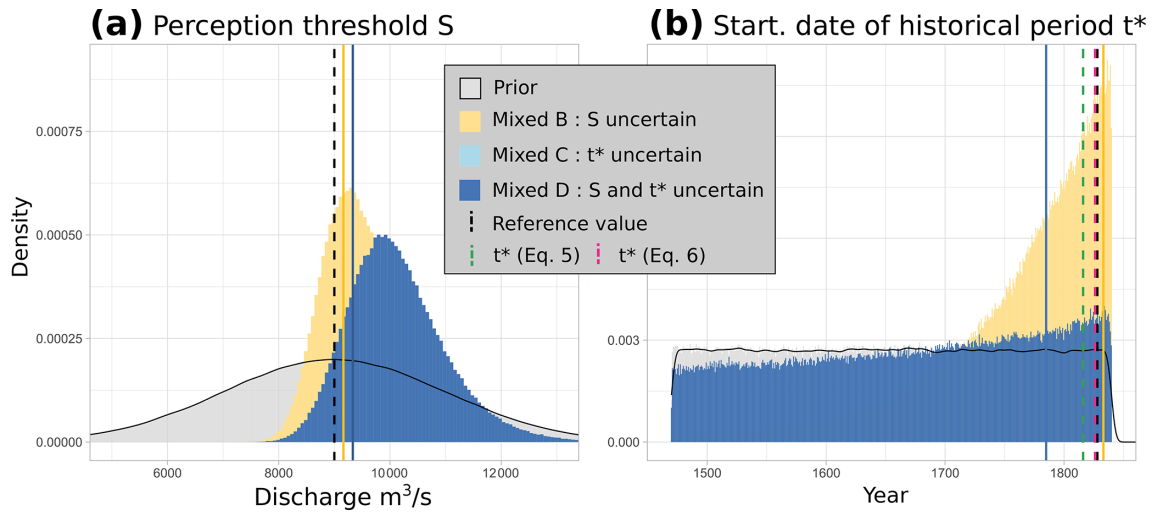 (a) Perception threshold S
(b) Start. date of historical period t*
Prior
Mixed B : S uncertain
Mixed C : t* uncertain
Mixed D : S and t* uncertain
Reference value
t* (Eq. 5) t* (Eq. 6)
Density
0.00075
0.00050
0.00025
0.00000
0.003
0.000
6000 8000 10000 12000
1500 1600 1700 1800
Discharge m³/s
Year